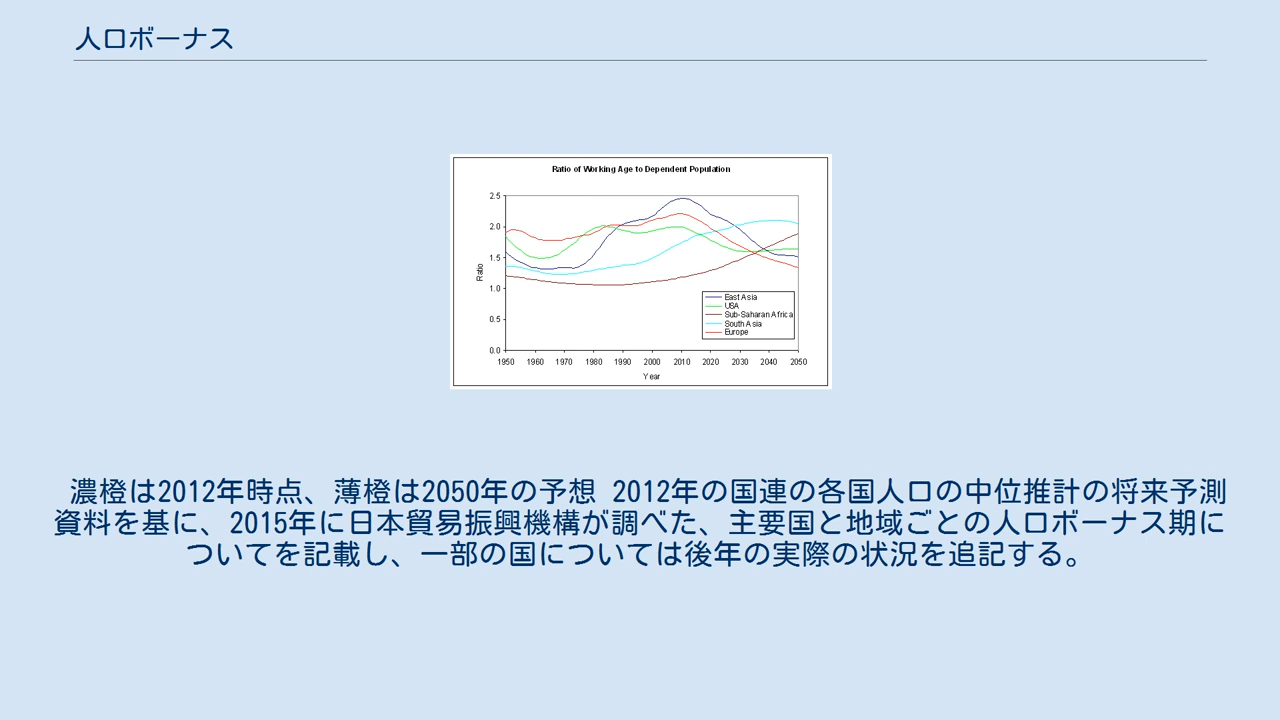 人口ボーナス
Ratio of Working Age to Dependent Population
2.5
2.0
1.5
1.0
0.5
0.0
Ratio
East Asia
USA
Sub-Saharan Africa
South Asia
Europe
1950 1960 1970 1980 1990 2000 2010 2020 2030 2040 2050
Year
濃橙は2012年時点、薄橙は2050年の予想 2012年の国連の各国人口の中位推計の将来予測
資料を基に、2015年に日本貿易振興機構が調べた、主要国と地域ごとの人口ボーナス期に
ついてを記載し、一部の国については後年の実際の状況を追記する。